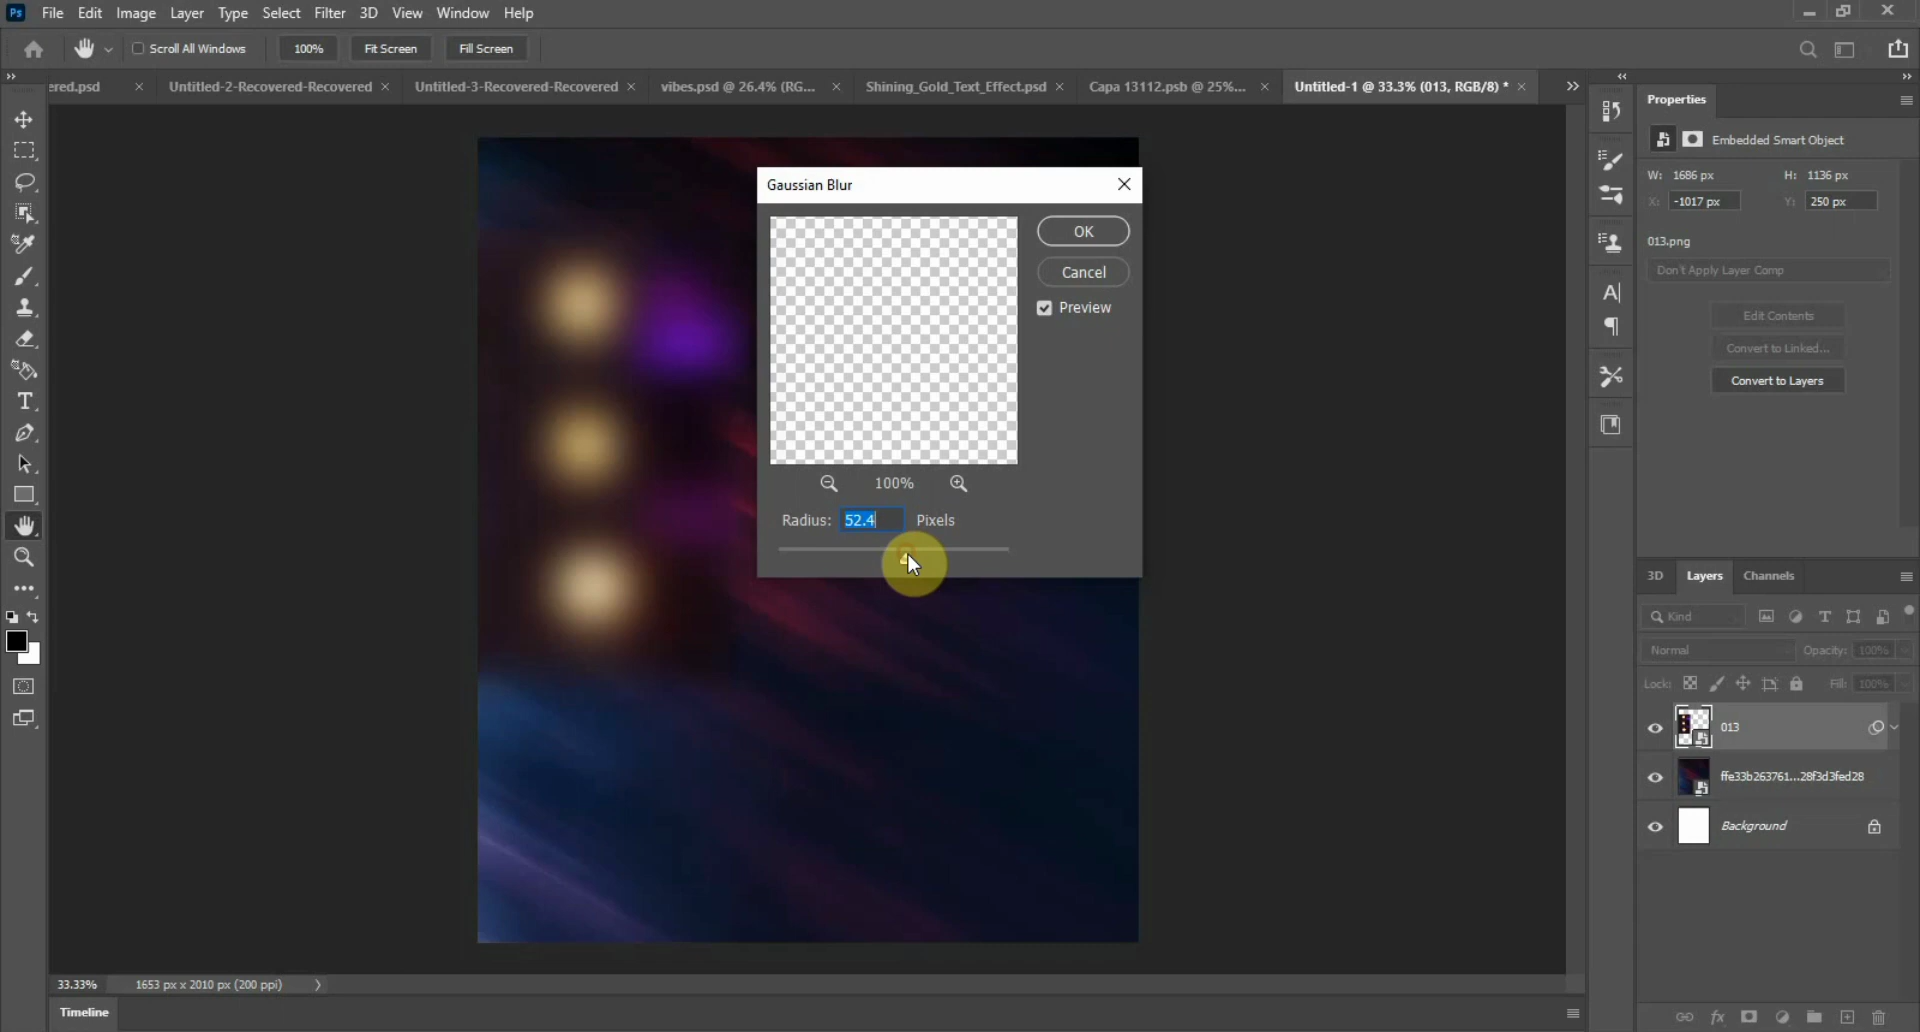 Ps File Edit Image Layer Type Select Filter 3D View Window Help
Scroll All Windows 100% Fit Screen Fill Screen
ered.psd × Untitled-2-Recovered-Recovered × Untitled-3-Recovered-Recovered × vibes.psd @ 26.4% (RG... × Shining_Gold_Text_Effect.psd × Capa 13112.psb @ 25%... × Untitled-1 @ 33.3% (013, RGB/8) * ×
Properties
Embedded Smart Object
W: 1686 px H: 1136 px
X: -1017 px Y: 250 px
013.png
Don't Apply Layer Comp
Edit Contents
Convert to Linked...
Convert to Layers
Gaussian Blur
OK
Cancel
Preview
100%
Radius: 52.4 Pixels
3D Layers Channels
Kind
Normal Opacity: 100%
Lock: Fill: 100%
013
ffe33b263761...28f3d3fed28
Background
fx
33.33% 1653 px x 2010 px (200 ppi)
Timeline